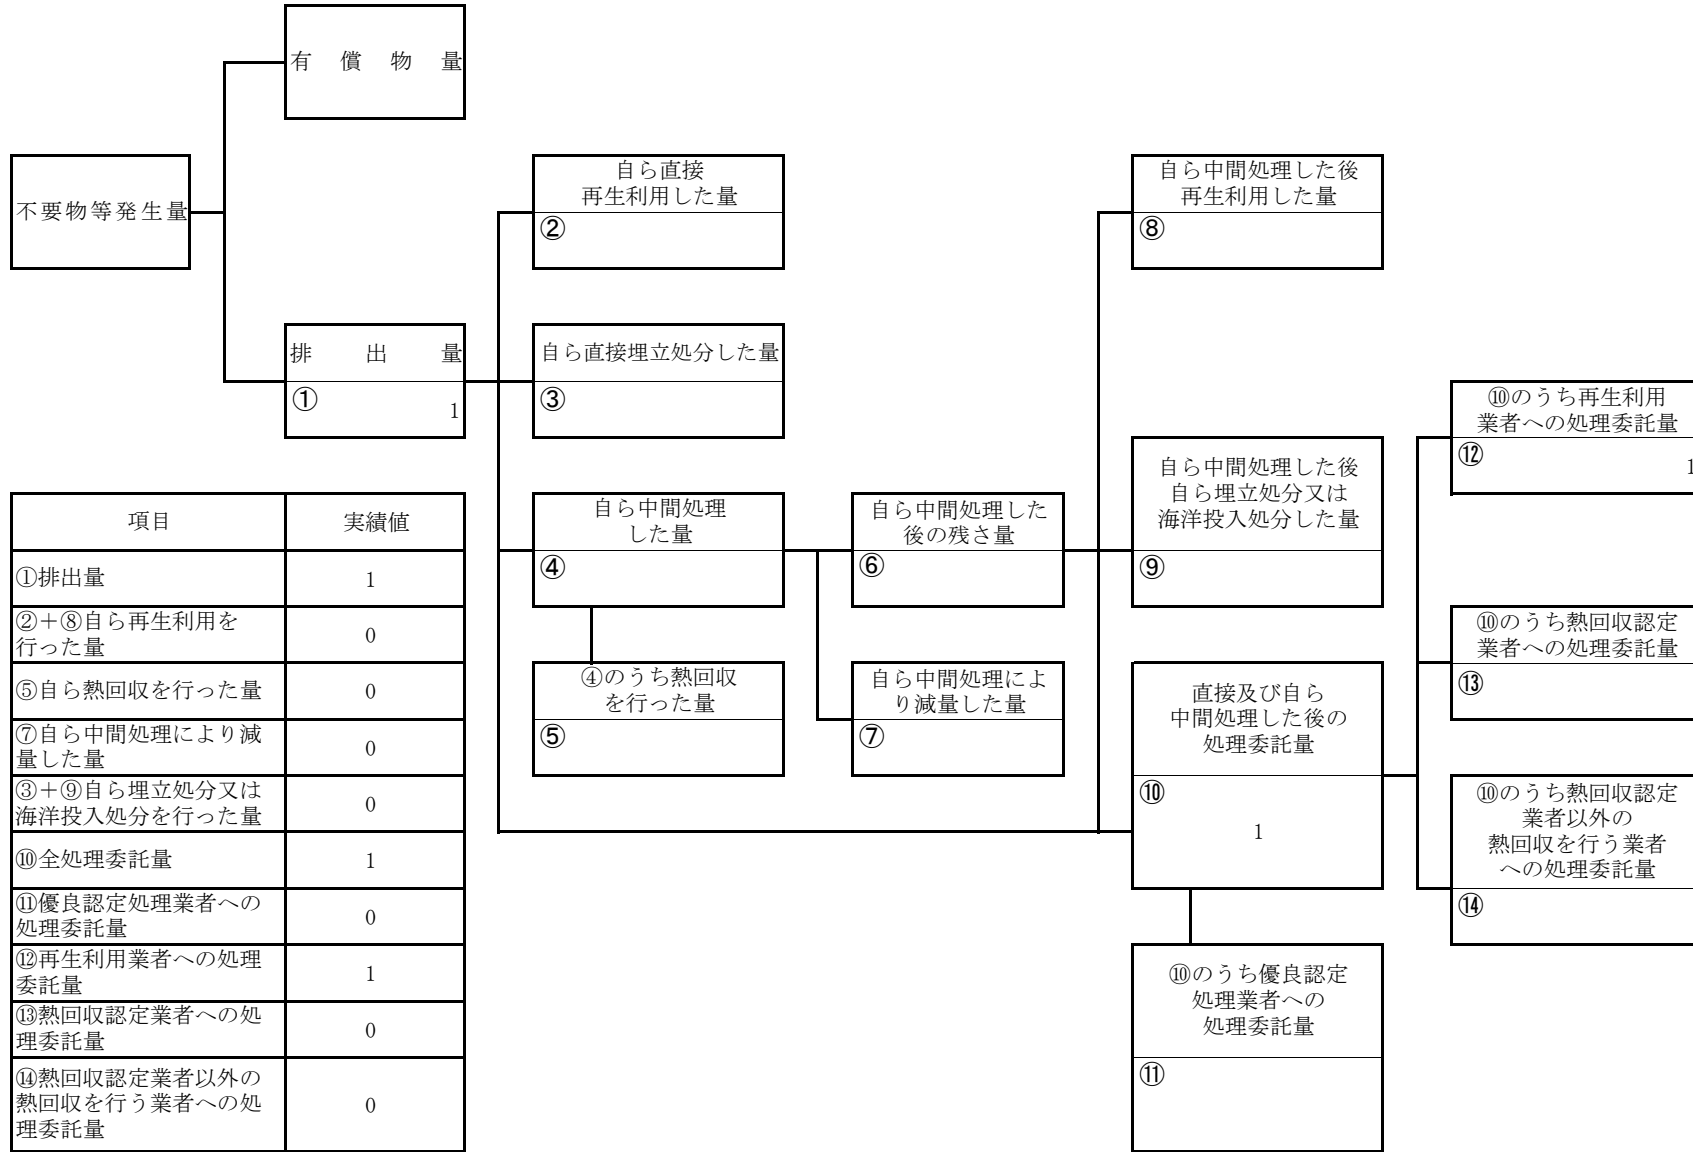 有償物量
不要物等発生量
自ら直接
再生利用した量
②
自ら中間処理した後
再生利用した量
⑧
排出量
①
1
自ら直接埋立処分した量
③
⑩のうち再生利用
業者への処理委託量
⑫
1
自ら中間処理
した量
④
自ら中間処理した
後の残さ量
⑥
自ら中間処理した後
自ら埋立処分又は
海洋投入処分した量
⑨
④のうち熱回収
を行った量
⑤
自ら中間処理によ
り減量した量
⑦
直接及び自ら
中間処理した後の
処理委託量
⑩
1
⑩のうち熱回収認定
業者への処理委託量
⑬
⑩のうち熱回収認定
業者以外の
熱回収を行う業者
への処理委託量
⑭
⑩のうち優良認定
処理業者への
処理委託量
⑪
項目 実績値
①排出量 1
②+⑧自ら再生利用を
行った量 0
⑤自ら熱回収を行った量 0
⑦自ら中間処理により減
量した量 0
③+⑨自ら埋立処分又は
海洋投入処分を行った量 0
⑩全処理委託量 1
⑪優良認定処理業者への
処理委託量 0
⑫再生利用業者への処理
委託量 1
⑬熱回収認定業者への処
理委託量 0
⑭熱回収認定業者以外の
熱回収を行う業者への処
理委託量 0